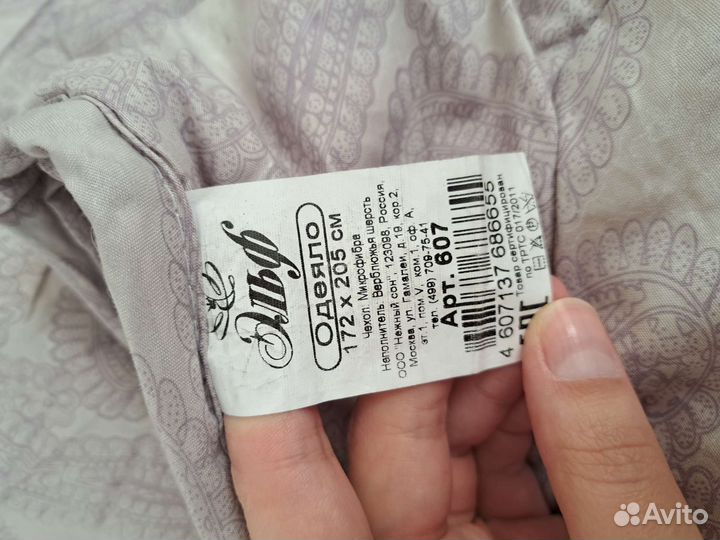 Эльф
Одеяло
172 x 205 см
Чехол: Микрофибра
Наполнитель: Верблюжья шерсть
ООО "Нежный сон", 123098, Россия,
Москва, ул. Гамалеи, д.19, кор.2,
эт.1, пом V, ком.1, оф. А,
тел. (499) 709-75-41
Арт. 607
4 607137 686655
Товар сертифицирован
по ТРТС 017/2011
Avito